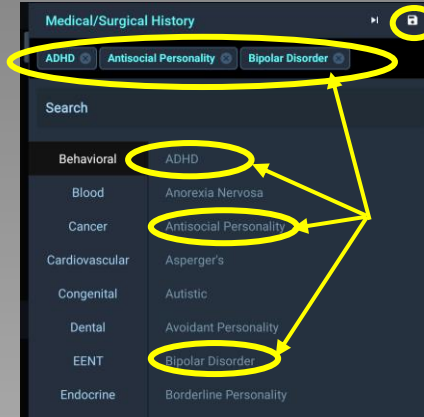 Medical/Surgical History
ADHD Antisocial Personality Bipolar Disorder
Search
Behavioral ADHD
Blood Anorexia Nervosa
Cancer Antisocial Personality
Cardiovascular Asperger's
Congenital Autistic
Dental Avoidant Personality
EENT Bipolar Disorder
Endocrine Borderline Personality